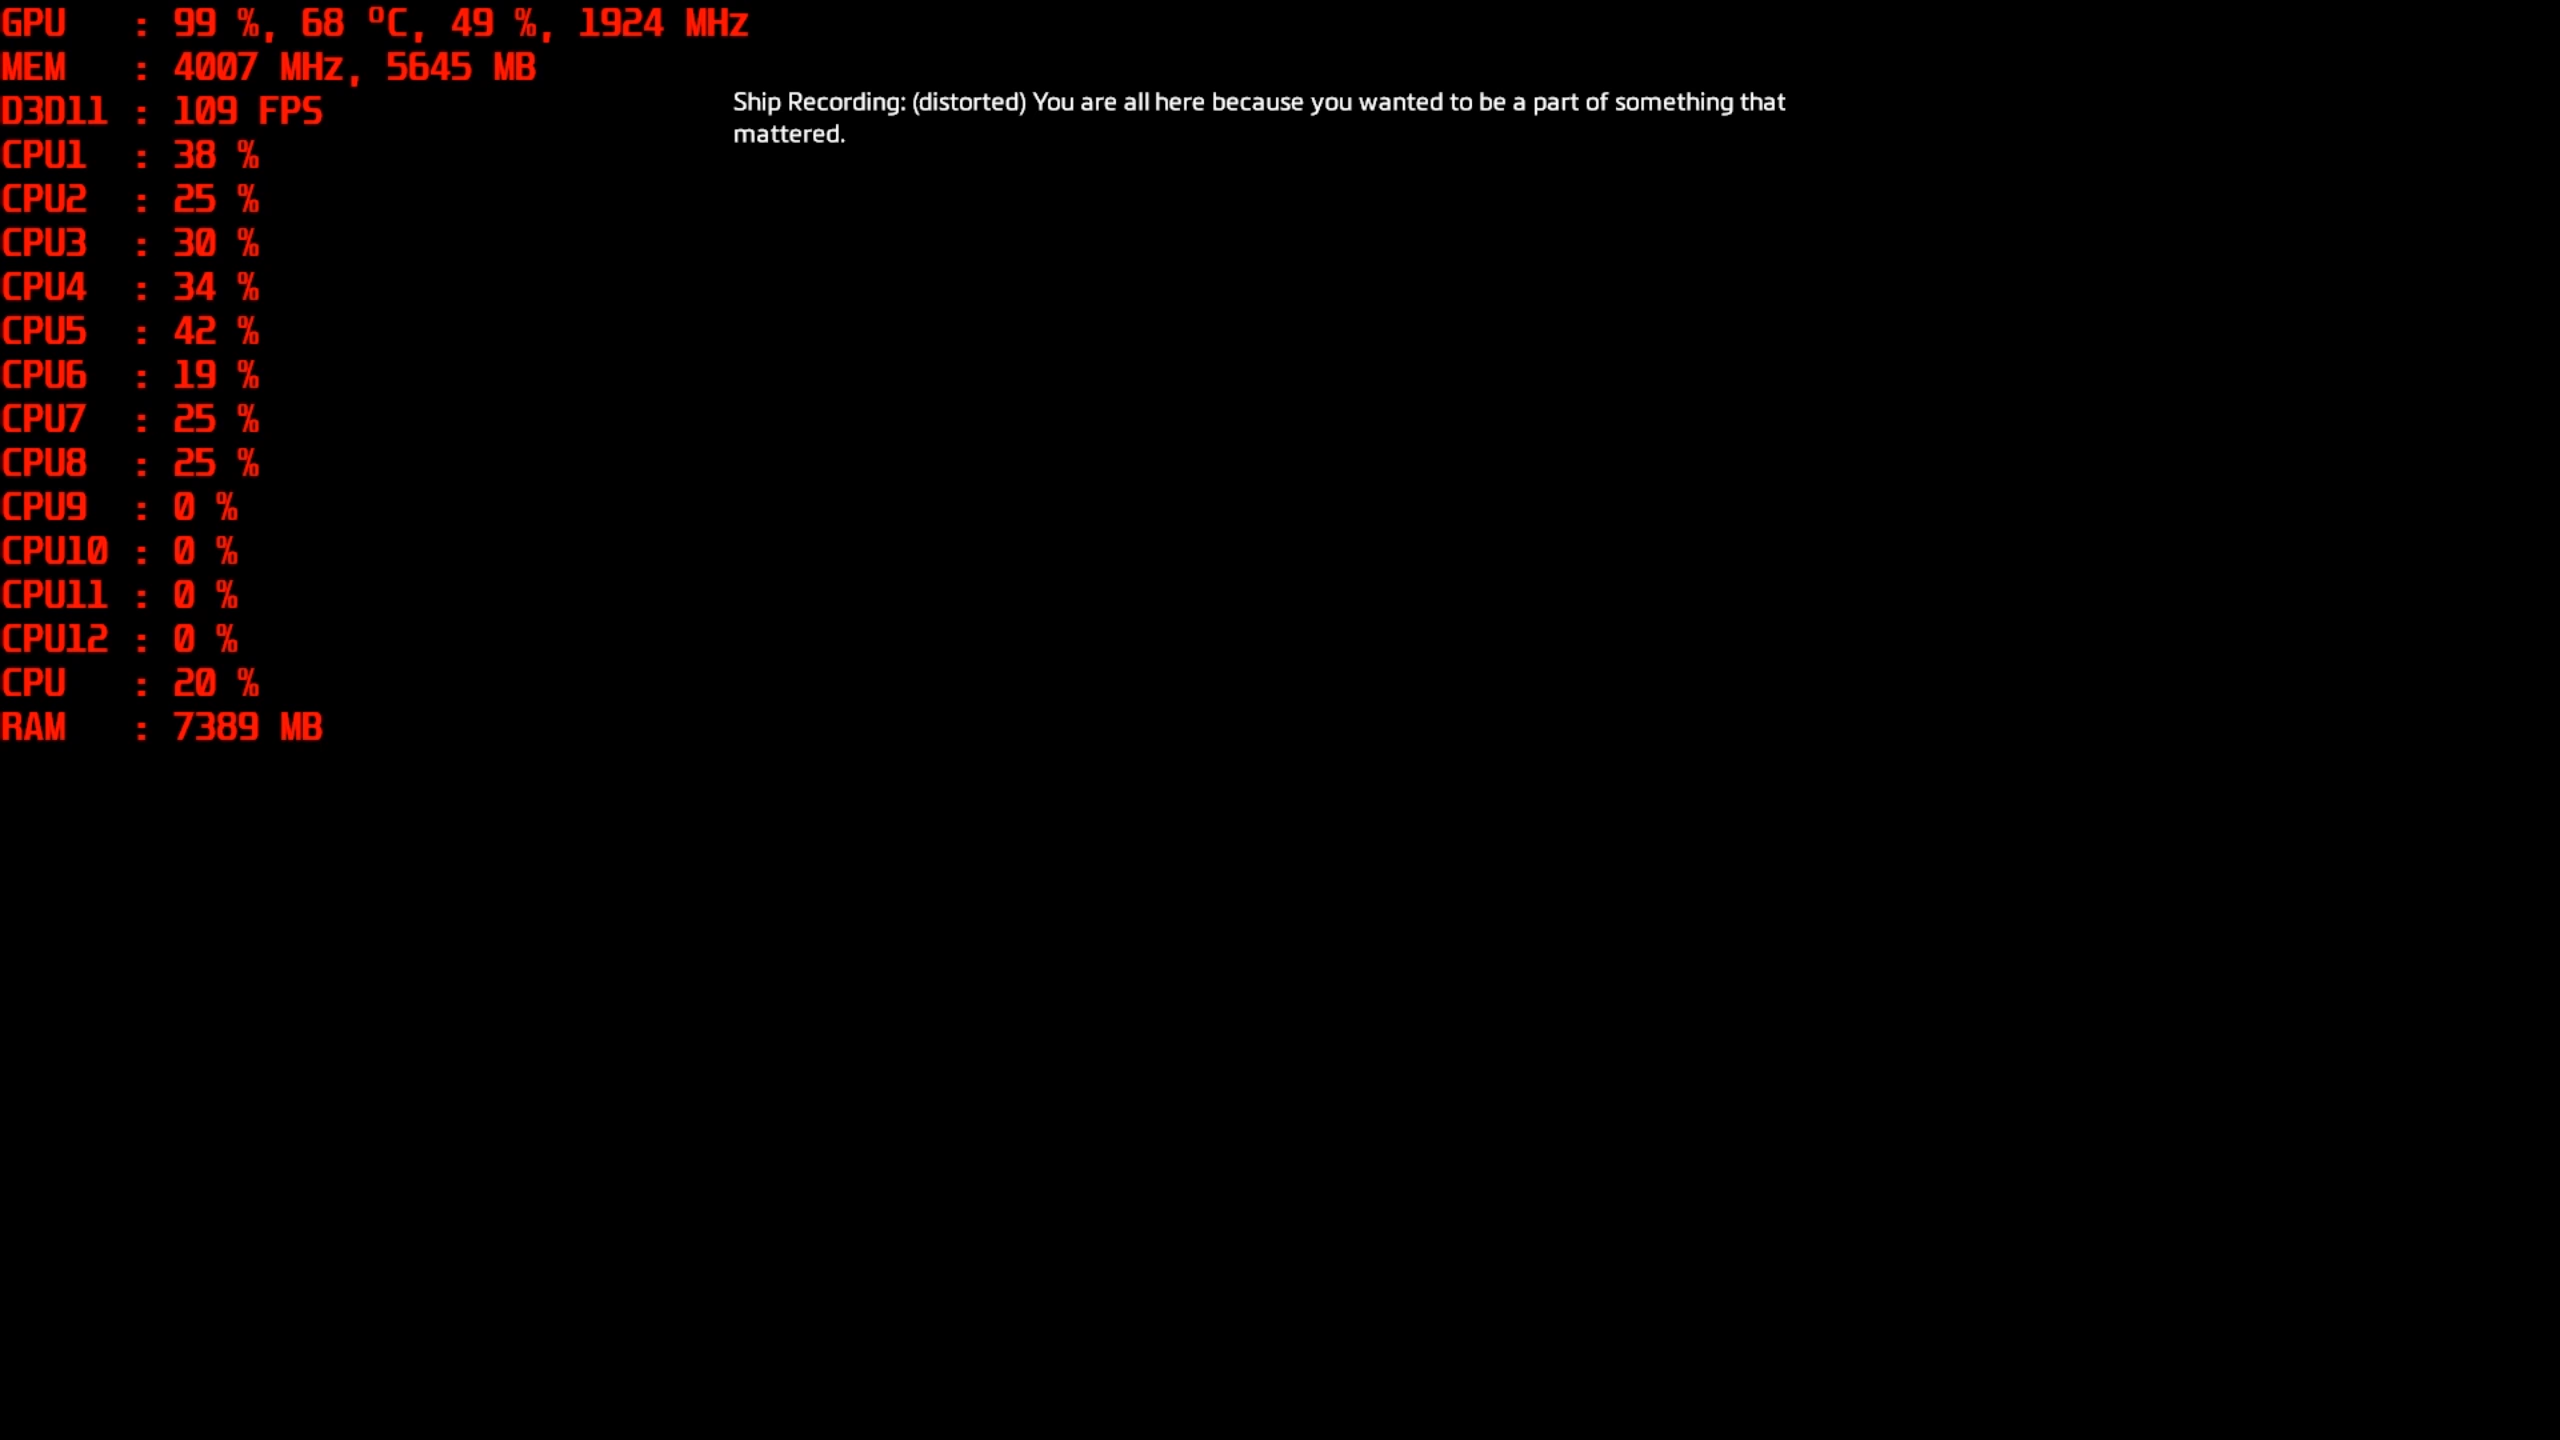 GPU : 99 %, 68 ºC, 49 %, 1924 MHz
MEM : 4007 MHz, 5645 MB
D3D11 : 109 FPS
Ship Recording: (distorted) You are all here because you wanted to be a part of something that
mattered.
CPU1 : 38 %
CPU2 : 25 %
CPU3 : 30 %
CPU4 : 34 %
CPU5 : 42 %
CPU6 : 19 %
CPU7 : 25 %
CPU8 : 25 %
CPU9 : 0 %
CPU10 : 0 %
CPU11 : 0 %
CPU12 : 0 %
CPU : 20 %
RAM : 7389 MB